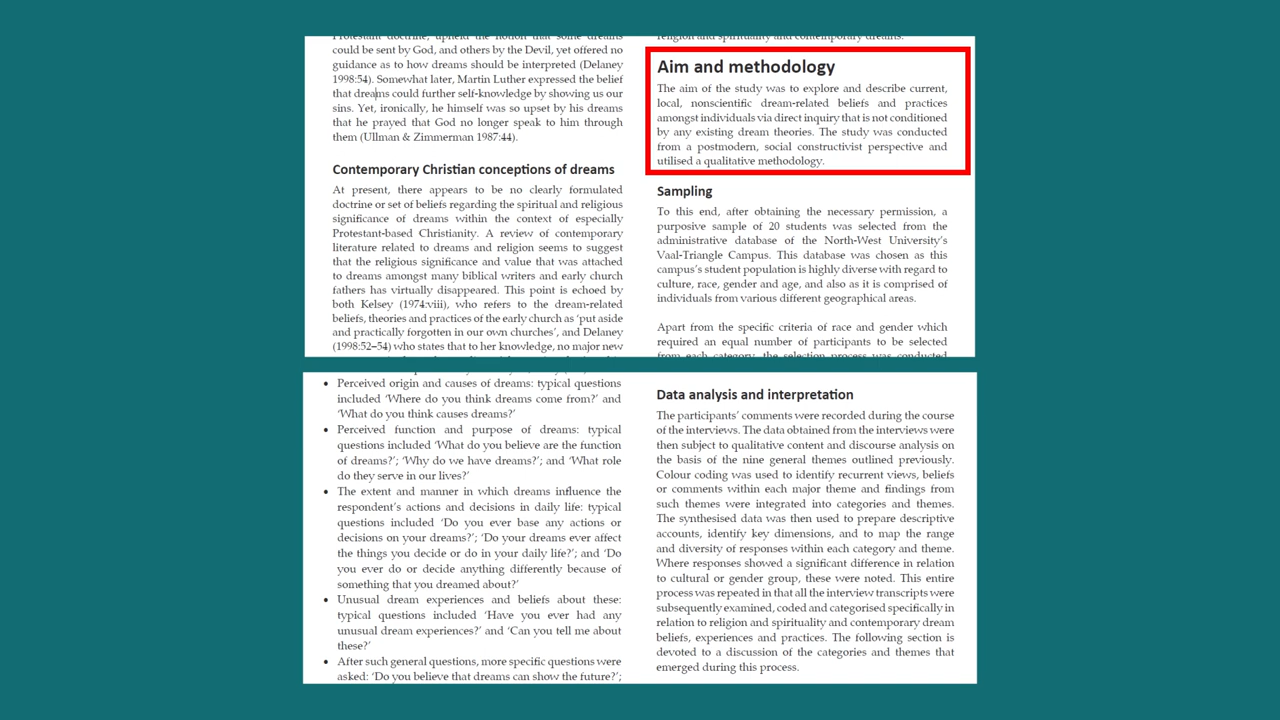 Protestant doctrine, upheld the notion that some dreams
could be sent by God, and others by the Devil, yet offered no
guidance as to how dreams should be interpreted (Delaney
1998:54). Somewhat later, Martin Luther expressed the belief
that dreams could further self-knowledge by showing us our
sins. Yet, ironically, he himself was so upset by his dreams
that he prayed that God no longer speak to him through
them (Ullman & Zimmerman 1987:44).
Contemporary Christian conceptions of dreams
At present, there appears to be no clearly formulated
doctrine or set of beliefs regarding the spiritual and religious
significance of dreams within the context of especially
Protestant-based Christianity. A review of contemporary
literature related to dreams and religion seems to suggest
that the religious significance and value that was attached
to dreams amongst many biblical writers and early church
fathers has virtually disappeared. This point is echoed by
both Kelsey (1974:viii), who refers to the dream-related
beliefs, theories and practices of the early church as ‘put aside
and practically forgotten in our own churches’, and Delaney
(1998:52–54) who states that to her knowledge, no major new
religion and spirituality and contemporary dreams.
Aim and methodology
The aim of the study was to explore and describe current,
local, nonscientific dream-related beliefs and practices
amongst individuals via direct inquiry that is not conditioned
by any existing dream theories. The study was conducted
from a postmodern, social constructivist perspective and
utilised a qualitative methodology.
Sampling
To this end, after obtaining the necessary permission, a
purposive sample of 20 students was selected from the
administrative database of the North-West University’s
Vaal-Triangle Campus. This database was chosen as this
campus’s student population is highly diverse with regard to
culture, race, gender and age, and also as it is comprised of
individuals from various different geographical areas.
Apart from the specific criteria of race and gender which
required an equal number of participants to be selected
from each category, the selection process was conducted
• Perceived origin and causes of dreams: typical questions
included ‘Where do you think dreams come from?’ and
‘What do you think causes dreams?’
• Perceived function and purpose of dreams: typical
questions included ‘What do you believe are the function
of dreams?’; ‘Why do we have dreams?’; and ‘What role
do they serve in our lives?’
• The extent and manner in which dreams influence the
respondent’s actions and decisions in daily life: typical
questions included ‘Do you ever base any actions or
decisions on your dreams?’; ‘Do your dreams ever affect
the things you decide or do in your daily life?’; and ‘Do
you ever do or decide anything differently because of
something that you dreamed about?’
• Unusual dream experiences and beliefs about these:
typical questions included ‘Have you ever had any
unusual dream experiences?’ and ‘Can you tell me about
these?’
• After such general questions, more specific questions were
asked: ‘Do you believe that dreams can show the future?’;
Data analysis and interpretation
The participants’ comments were recorded during the course
of the interviews. The data obtained from the interviews were
then subject to qualitative content and discourse analysis on
the basis of the nine general themes outlined previously.
Colour coding was used to identify recurrent views, beliefs
or comments within each major theme and findings from
such themes were integrated into categories and themes.
The synthesised data was then used to prepare descriptive
accounts, identify key dimensions, and to map the range
and diversity of responses within each category and theme.
Where responses showed a significant difference in relation
to cultural or gender group, these were noted. This entire
process was repeated in that all the interview transcripts were
subsequently examined, coded and categorised specifically in
relation to religion and spirituality and contemporary dream
beliefs, experiences and practices. The following section is
devoted to a discussion of the categories and themes that
emerged during this process.